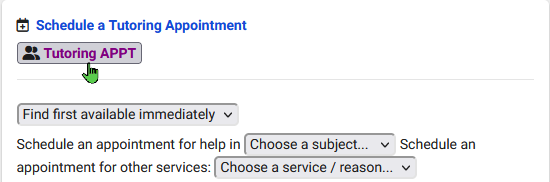 Schedule a Tutoring Appointment
Tutoring APPT
Find first available immediately
Schedule an appointment for help in Choose a subject... Schedule an
appointment for other services: Choose a service / reason...